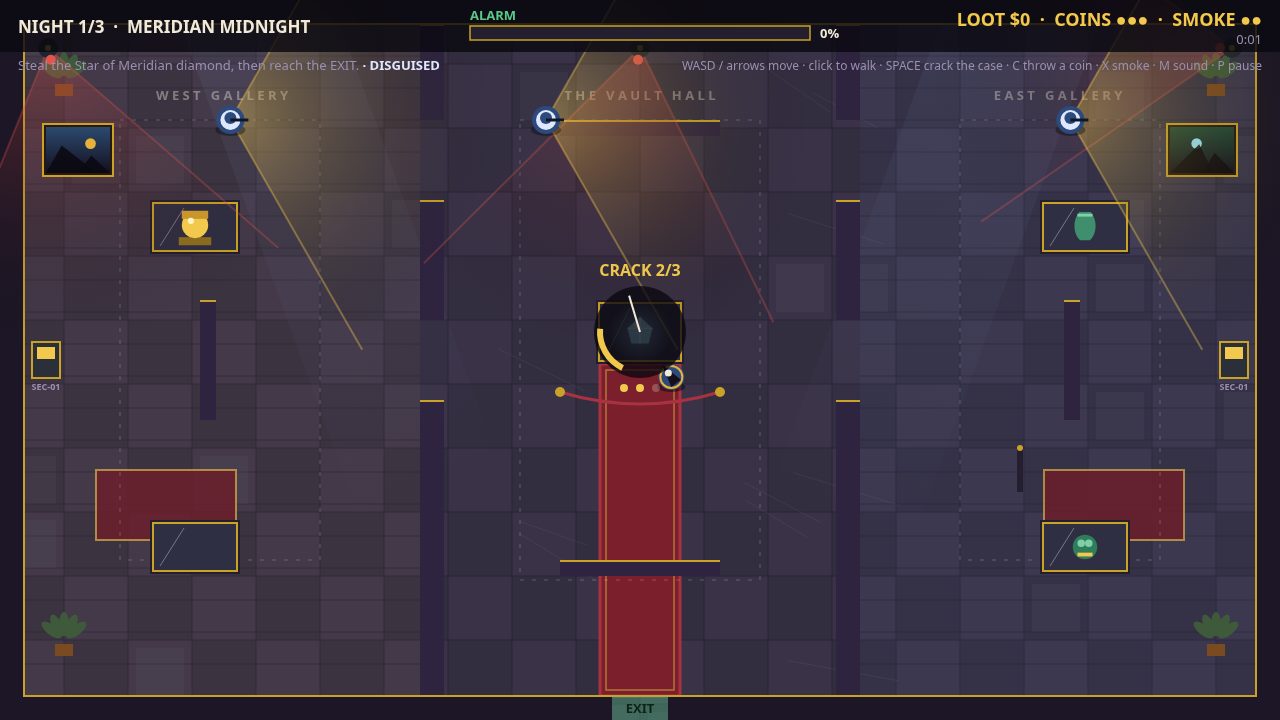 NIGHT 1/3 · MERIDIAN MIDNIGHT
ALARM
0%
LOOT $0 · COINS ●●● · SMOKE ●●
0:01
Steal the Star of Meridian diamond, then reach the EXIT. · DISGUISED
WASD / arrows move · click to walk · SPACE crack the case · C throw a coin · X smoke · M sound · P pause
WEST GALLERY
THE VAULT HALL
EAST GALLERY
CRACK 2/3
SEC-01
SEC-01
EXIT